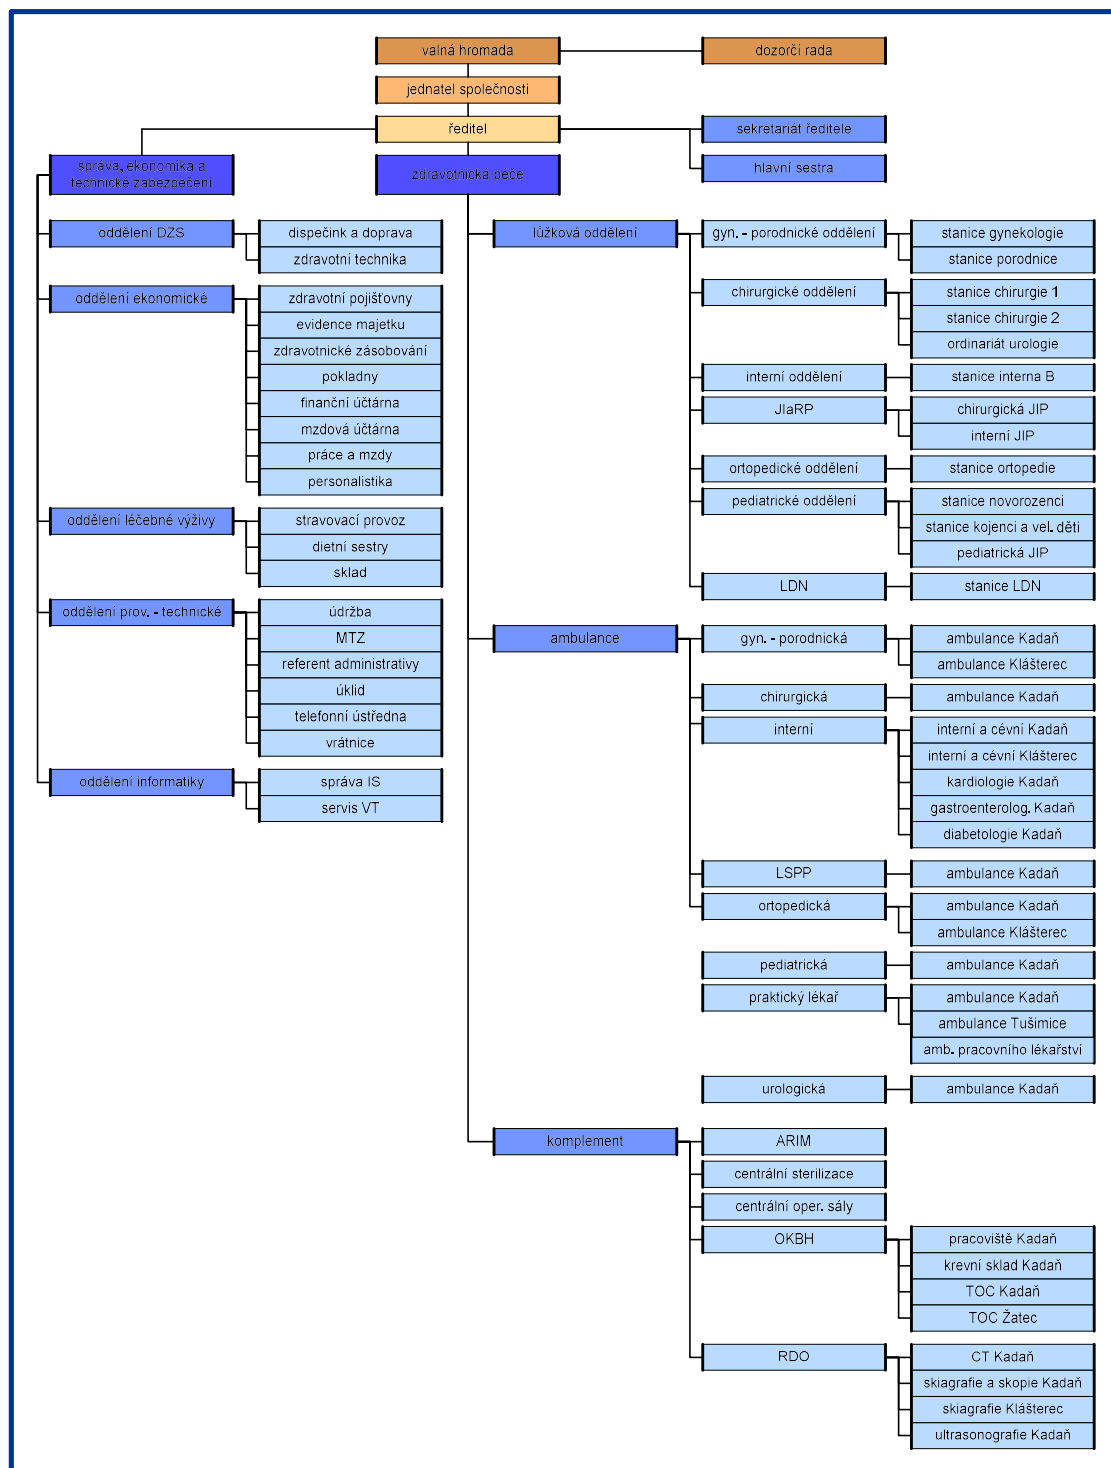 valná hromada
dozorčí rada
jednatel společnosti
ředitel
sekretariát ředitele
hlavní sestra
správa, ekonomika a
technické zabezpečení
zdravotnická péče
oddělení DZS
dispečink a doprava
zdravotní technika
oddělení ekonomické
zdravotní pojišťovny
evidence majetku
zdravotnické zásobování
pokladny
finanční účtárna
mzdová účtárna
práce a mzdy
personalistika
oddělení léčebné výživy
stravovací provoz
dietní sestry
sklad
oddělení prov. - technické
údržba
MTZ
referent administrativy
úklid
telefonní ústředna
vrátnice
oddělení informatiky
správa IS
servis VT
lůžková oddělení
gyn. - porodnické oddělení
stanice gynekologie
stanice porodnice
chirurgické oddělení
stanice chirurgie 1
stanice chirurgie 2
ordinariát urologie
interní oddělení
stanice interna B
JIaRP
chirurgická JIP
interní JIP
ortopedické oddělení
stanice ortopedie
pediatrické oddělení
stanice novorozenci
stanice kojenci a vel. děti
pediatrická JIP
LDN
stanice LDN
ambulance
gyn. - porodnická
ambulance Kadaň
ambulance Klášterec
chirurgická
ambulance Kadaň
interní
interní a cévní Kadaň
interní a cévní Klášterec
kardiologie Kadaň
gastroenterolog. Kadaň
diabetologie Kadaň
LSPP
ambulance Kadaň
ortopedická
ambulance Kadaň
ambulance Klášterec
pediatrická
ambulance Kadaň
praktický lékař
ambulance Kadaň
ambulance Tušimice
amb. pracovního lékařství
urologická
ambulance Kadaň
komplement
ARIM
centrální sterilizace
centrální oper. sály
OKBH
pracoviště Kadaň
krevní sklad Kadaň
TOC Kadaň
TOC Žatec
RDO
CT Kadaň
skiagrafie a skopie Kadaň
skiagrafie Klášterec
ultrasonografie Kadaň